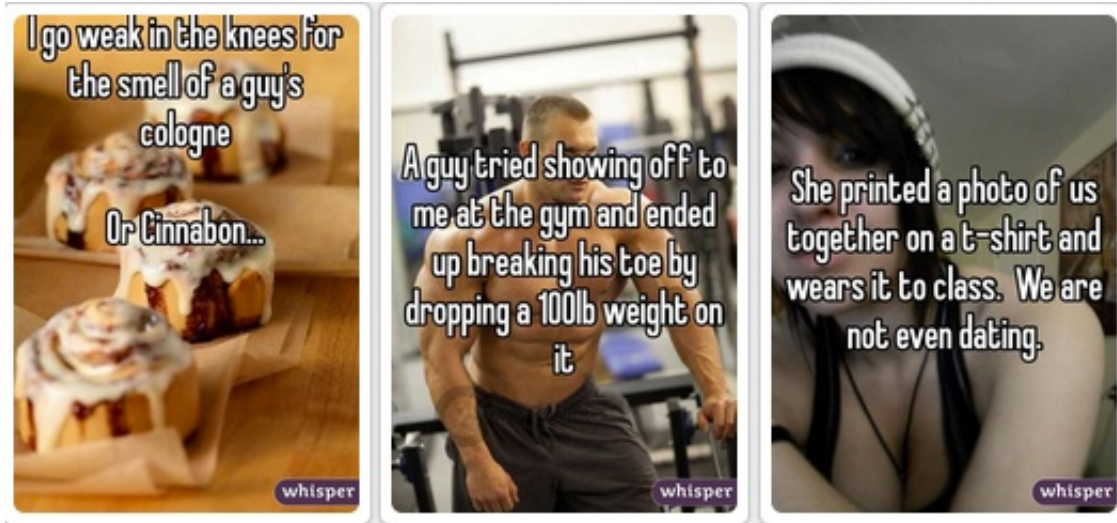 I go weak in the knees for
the smell of a guy's
cologne
Or Cinnabon...
whisper
A guy tried showing off to
me at the gym and ended
up breaking his toe by
dropping a 100lb weight on
it
whisper
She printed a photo of us
together on a t-shirt and
wears it to class. We are
not even dating.
whisper